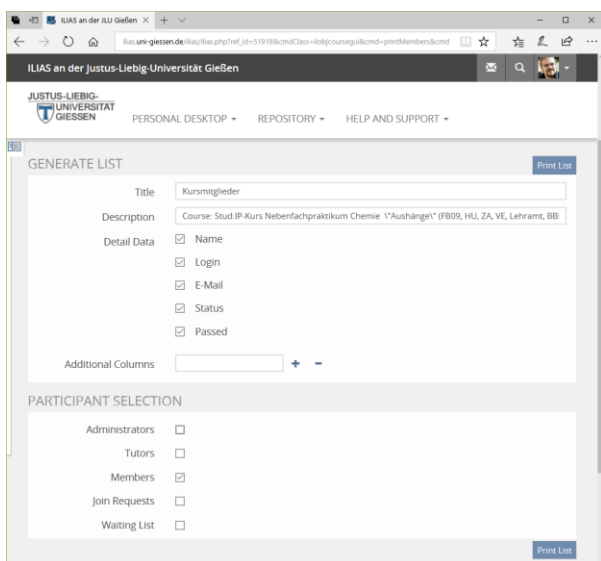 ILIAS an der JLU Gießen
ilias.uni-giessen.de/ilias/ilias.php?ref_id=51918&cmdClass=ilobjcoursegui&cmd=printMembers&cmd
ILIAS an der Justus-Liebig-Universität Gießen
JUSTUS-LIEBIG-
UNIVERSITAT
GIESSEN
PERSONAL DESKTOP
REPOSITORY
HELP AND SUPPORT
GENERATE LIST
Print List
Title
Kursmitglieder
Description
Course: Stud.IP-Kurs Nebenfachpraktikum Chemie \"Aushänge\" (FB09, HU, ZA, VE, Lehramt, BBI
Detail Data
Name
Login
E-Mail
Status
Passed
Additional Columns
PARTICIPANT SELECTION
Administrators
Tutors
Members
Join Requests
Waiting List
Print List